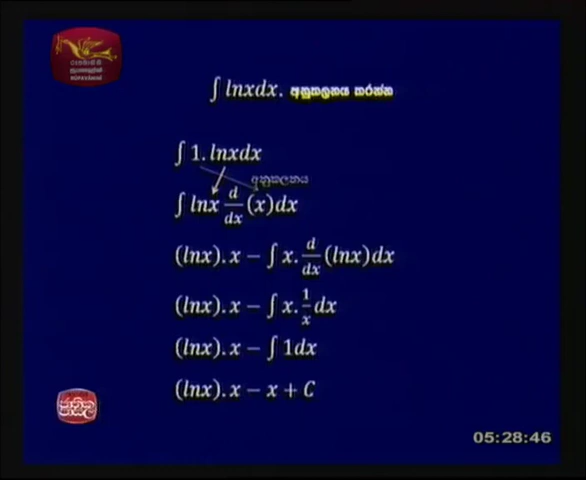 ∫ lnxdx. අනුකලනය කරන්න
∫ 1. lnxdx
අනුකලනය
∫ lnx d/dx (x)dx
(lnx). x − ∫ x. d/dx (lnx)dx
(lnx). x − ∫ x. 1/x dx
(lnx). x − ∫ 1dx
(lnx). x − x + C
05:28:46